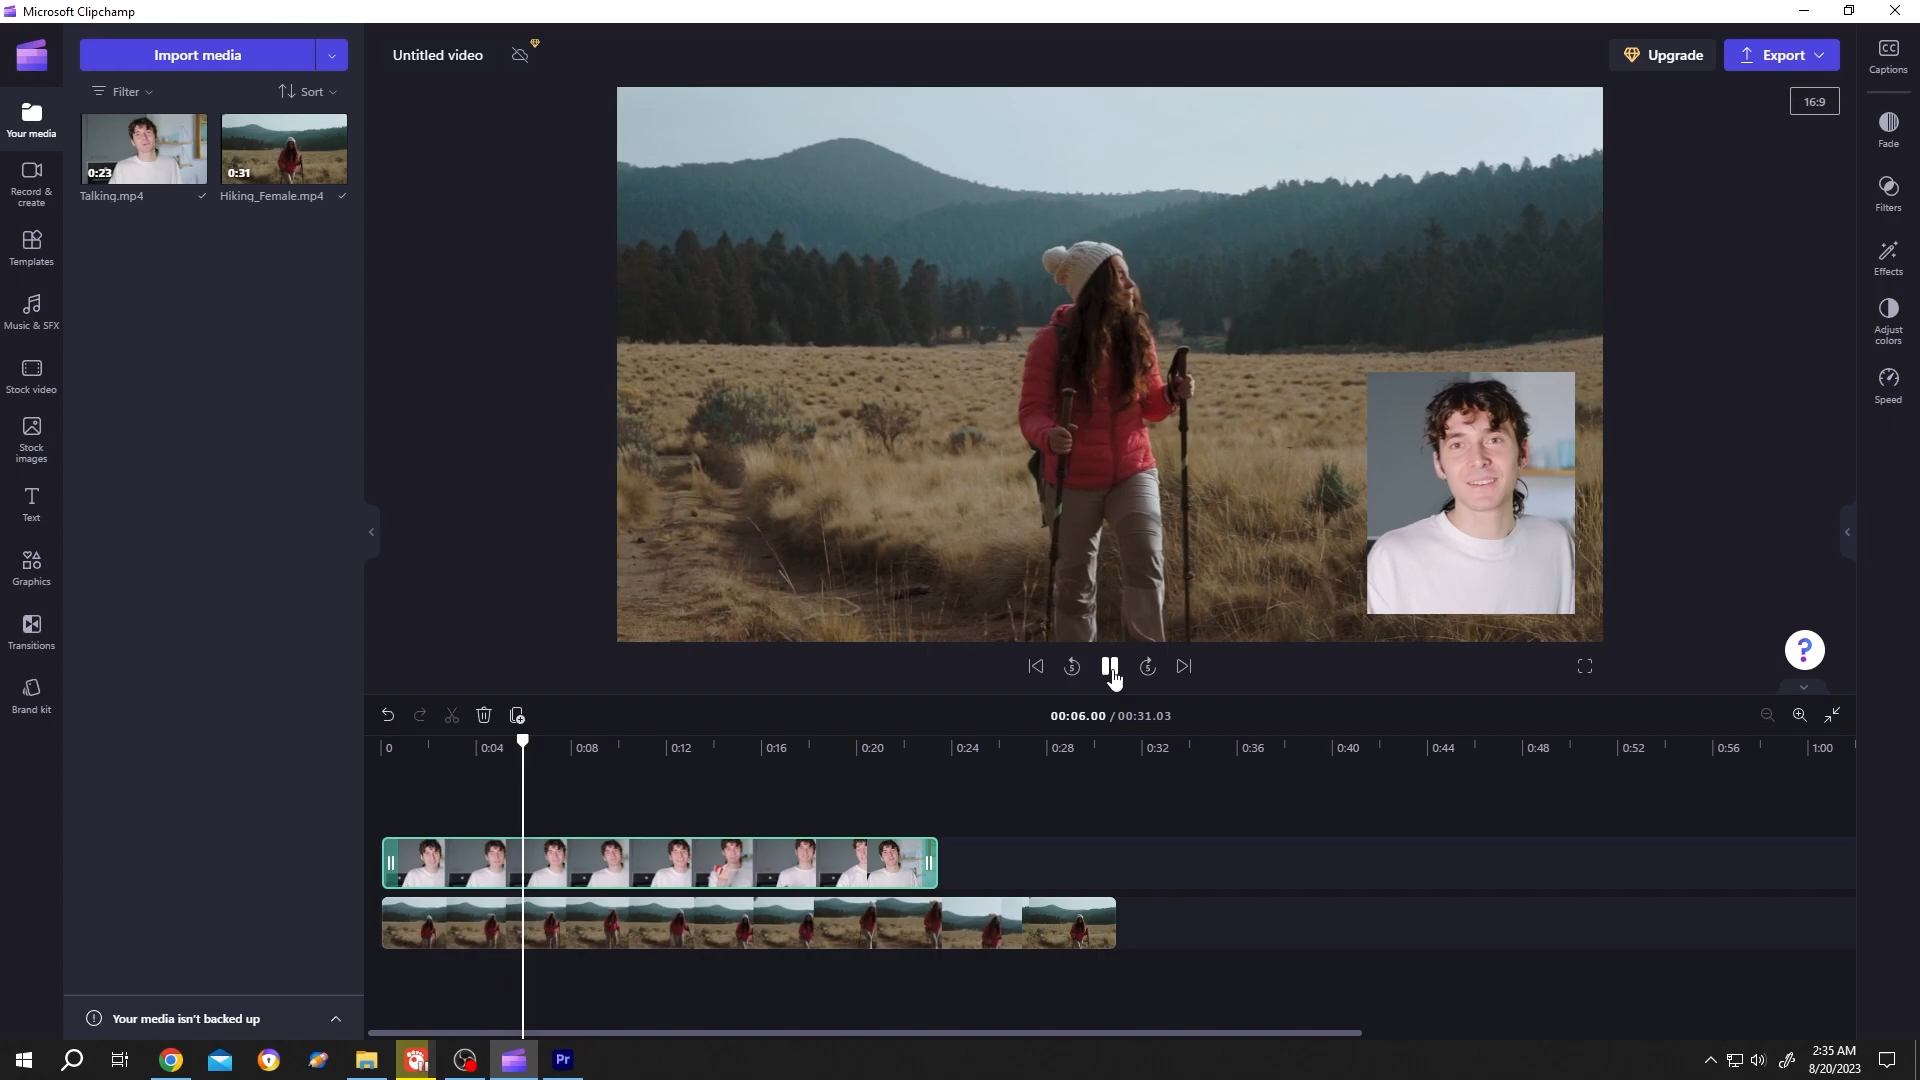 Microsoft Clipchamp
Import media
Untitled video
Upgrade
Export
Captions
Filter
Sort
16:9
Your media
0:23
0:31
Talking.mp4
Hiking_Female.mp4
Fade
Record & create
Filters
Templates
Effects
Music & SFX
Adjust colors
Stock video
Speed
Stock images
Text
Graphics
Transitions
?
5
5
Brand kit
00:06.00 / 00:31.03
0
0:04
0:08
0:12
0:16
0:20
0:24
0:28
0:32
0:36
0:40
0:44
0:48
0:52
0:56
1:00
Your media isn't backed up
Pr
2:35 AM
8/20/2023